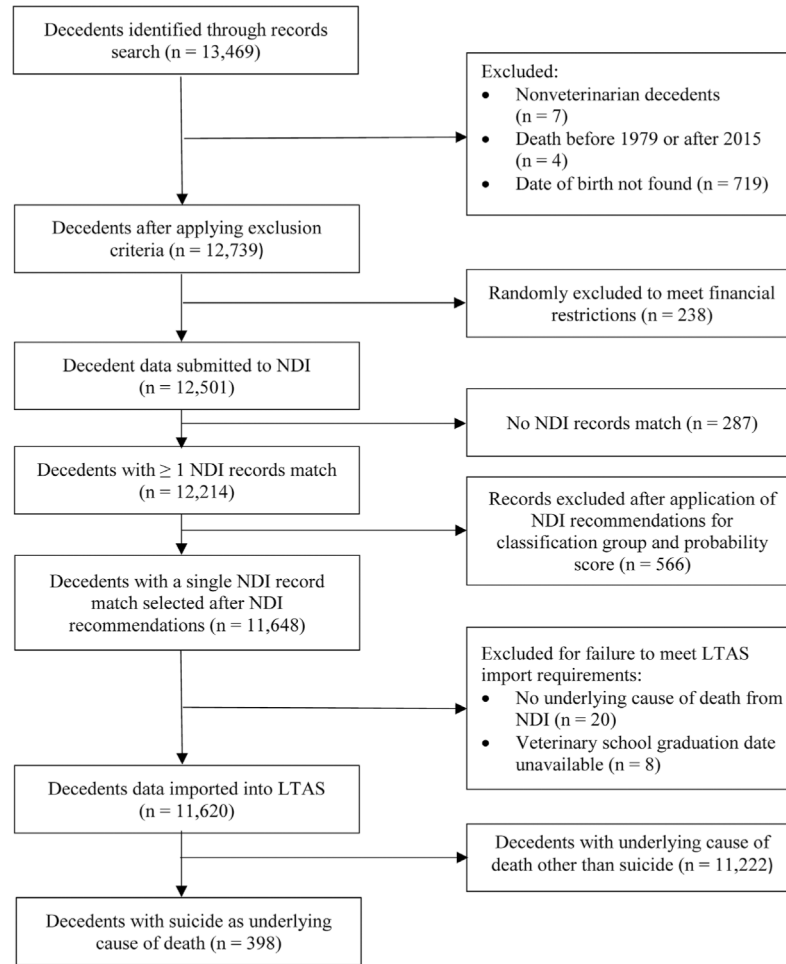 Decedents identified through records
search (n = 13,469)
Excluded:
• Nonveterinarian decedents
(n = 7)
• Death before 1979 or after 2015
(n = 4)
• Date of birth not found (n = 719)
Decedents after applying exclusion
criteria (n = 12,739)
Randomly excluded to meet financial
restrictions (n = 238)
Decedent data submitted to NDI
(n = 12,501)
No NDI records match (n = 287)
Decedents with ≥ 1 NDI records match
(n = 12,214)
Records excluded after application of
NDI recommendations for
classification group and probability
score (n = 566)
Decedents with a single NDI record
match selected after NDI
recommendations (n = 11,648)
Excluded for failure to meet LTAS
import requirements:
• No underlying cause of death from
NDI (n = 20)
• Veterinary school graduation date
unavailable (n = 8)
Decedents data imported into LTAS
(n = 11,620)
Decedents with underlying cause of
death other than suicide (n = 11,222)
Decedents with suicide as underlying
cause of death (n = 398)